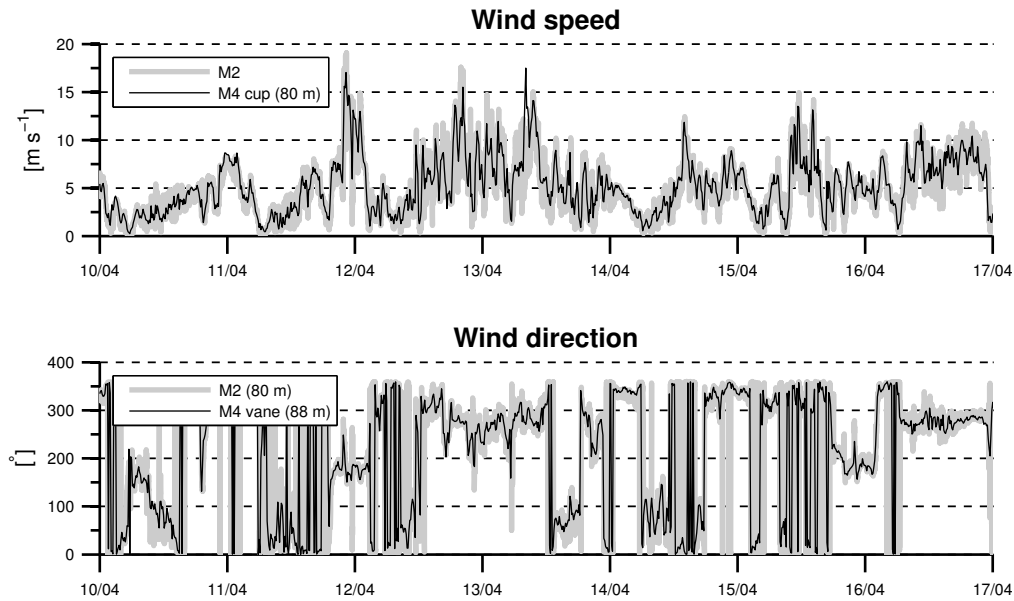 Wind speed
20
15
10
5
0
[m s⁻¹]
M2
M4 cup (80 m)
10/04 11/04 12/04 13/04 14/04 15/04 16/04 17/04
Wind direction
400
300
200
100
0
[°]
M2 (80 m)
M4 vane (88 m)
10/04 11/04 12/04 13/04 14/04 15/04 16/04 17/04